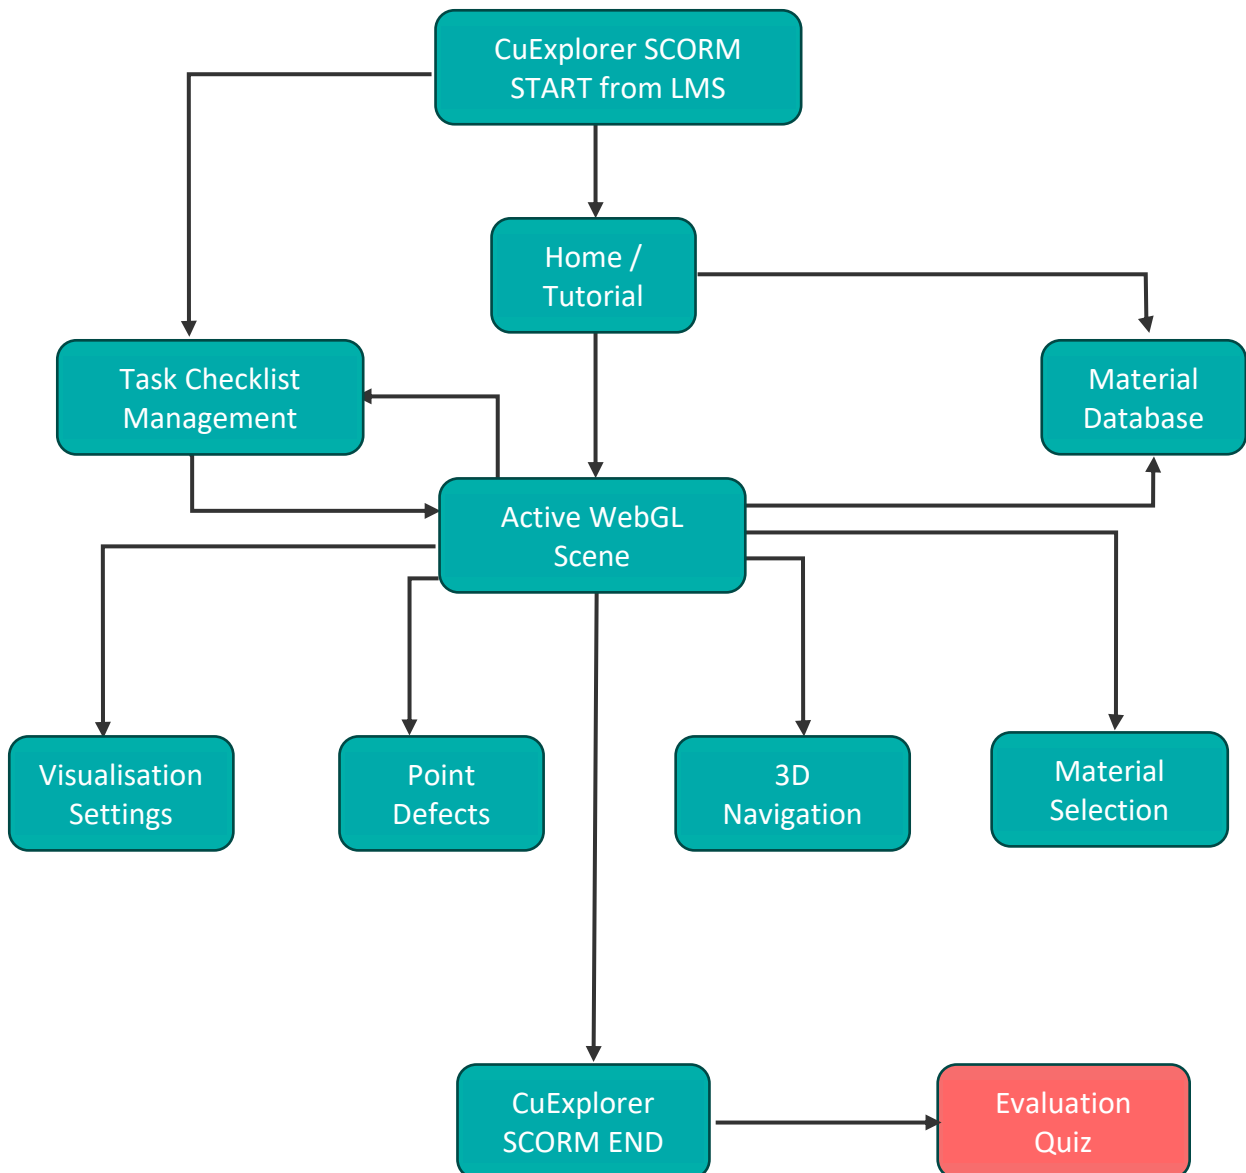 CuExplorer SCORM
START from LMS
Home /
Tutorial
Task Checklist
Management
Material
Database
Active WebGL
Scene
Visualisation
Settings
Point
Defects
3D
Navigation
Material
Selection
CuExplorer
SCORM END
Evaluation
Quiz